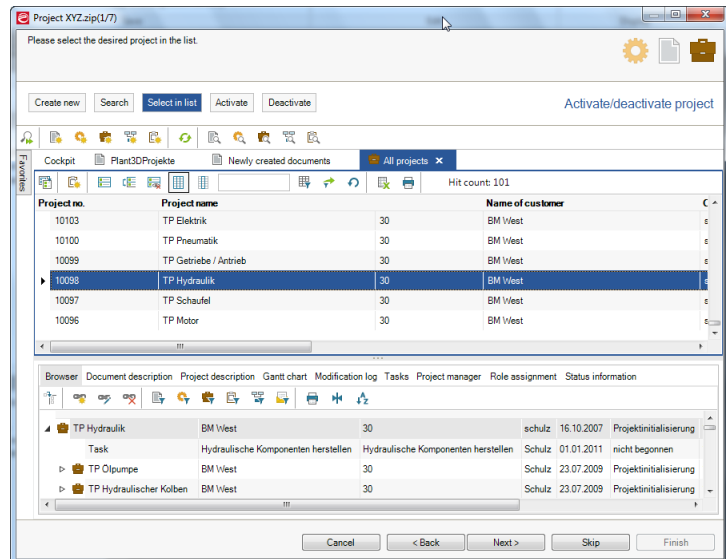 Project XYZ.zip(1/7)
Please select the desired project in the list.
Create new Search Select in list Activate Deactivate Activate/deactivate project
Favorites
Cockpit Plant3DProjekte Newly created documents All projects
Hit count: 101
Project no. Project name Name of customer
10103 TP Elektrik 30 BM West
10100 TP Pneumatik 30 BM West
10099 TP Getriebe / Antrieb 30 BM West
10098 TP Hydraulik 30 BM West
10097 TP Schaufel 30 BM West
10096 TP Motor 30 BM West
Browser Document description Project description Gantt chart Modification log Tasks Project manager Role assignment Status information
TP Hydraulik BM West 30 schulz 16.10.2007 Projektinitialisierung
Task Hydraulische Komponenten herstellen Hydraulische Komponenten herstellen Schulz 01.01.2011 nicht begonnen
TP Ölpumpe BM West 30 Schulz 23.07.2009 Projektinitialisierung
TP Hydraulischer Kolben BM West 30 Schulz 23.07.2009 Projektinitialisierung
Cancel < Back Next > Skip Finish